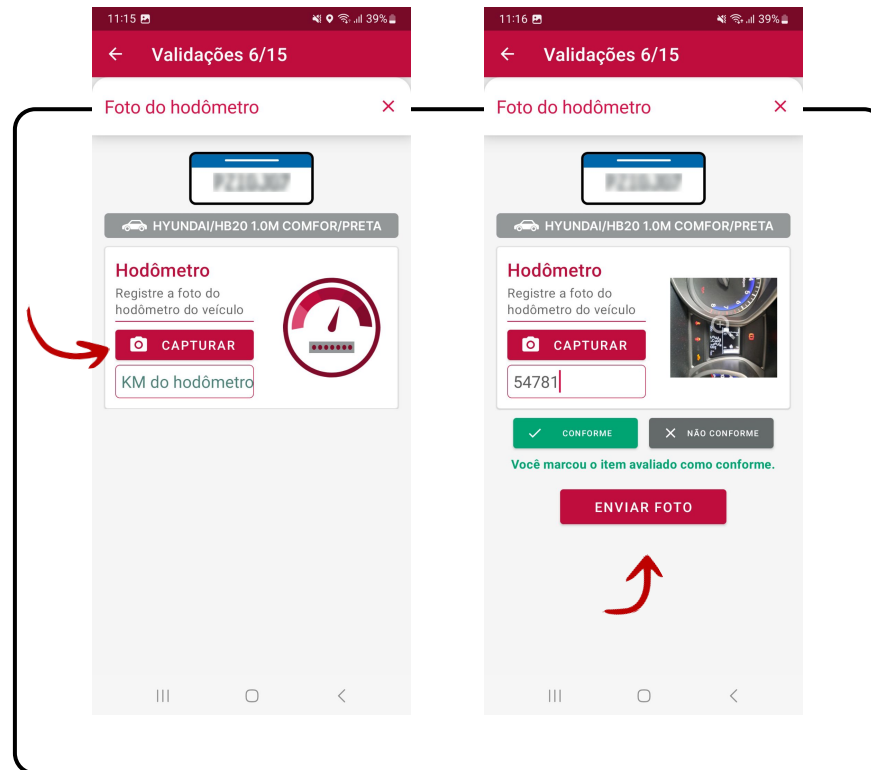 11:15
39%
Validações 6/15
Foto do hodômetro
HYUNDAI/HB20 1.0M COMFOR/PRETA
Hodômetro
Registre a foto do
hodômetro do veículo
CAPTURAR
KM do hodômetro
11:16
39%
Validações 6/15
Foto do hodômetro
HYUNDAI/HB20 1.0M COMFOR/PRETA
Hodômetro
Registre a foto do
hodômetro do veículo
CAPTURAR
54781
CONFORME
NÃO CONFORME
Você marcou o item avaliado como conforme.
ENVIAR FOTO